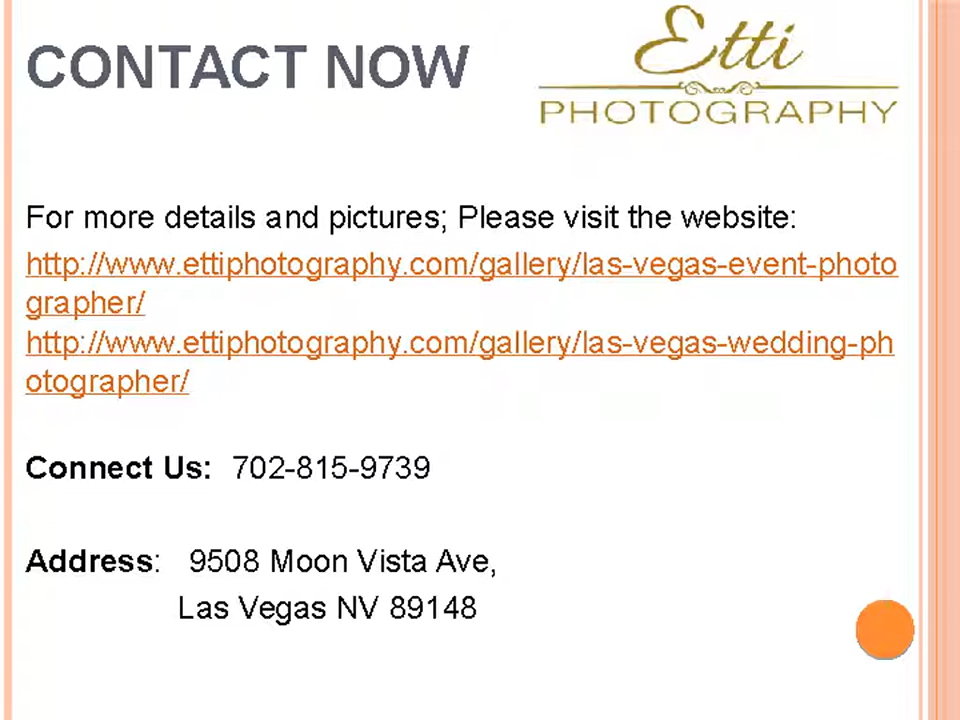 CONTACT NOW
Etti
PHOTOGRAPHY
For more details and pictures; Please visit the website:
http://www.ettiphotography.com/gallery/las-vegas-event-photo
grapher/
http://www.ettiphotography.com/gallery/las-vegas-wedding-ph
otographer/
Connect Us: 702-815-9739
Address: 9508 Moon Vista Ave,
Las Vegas NV 89148